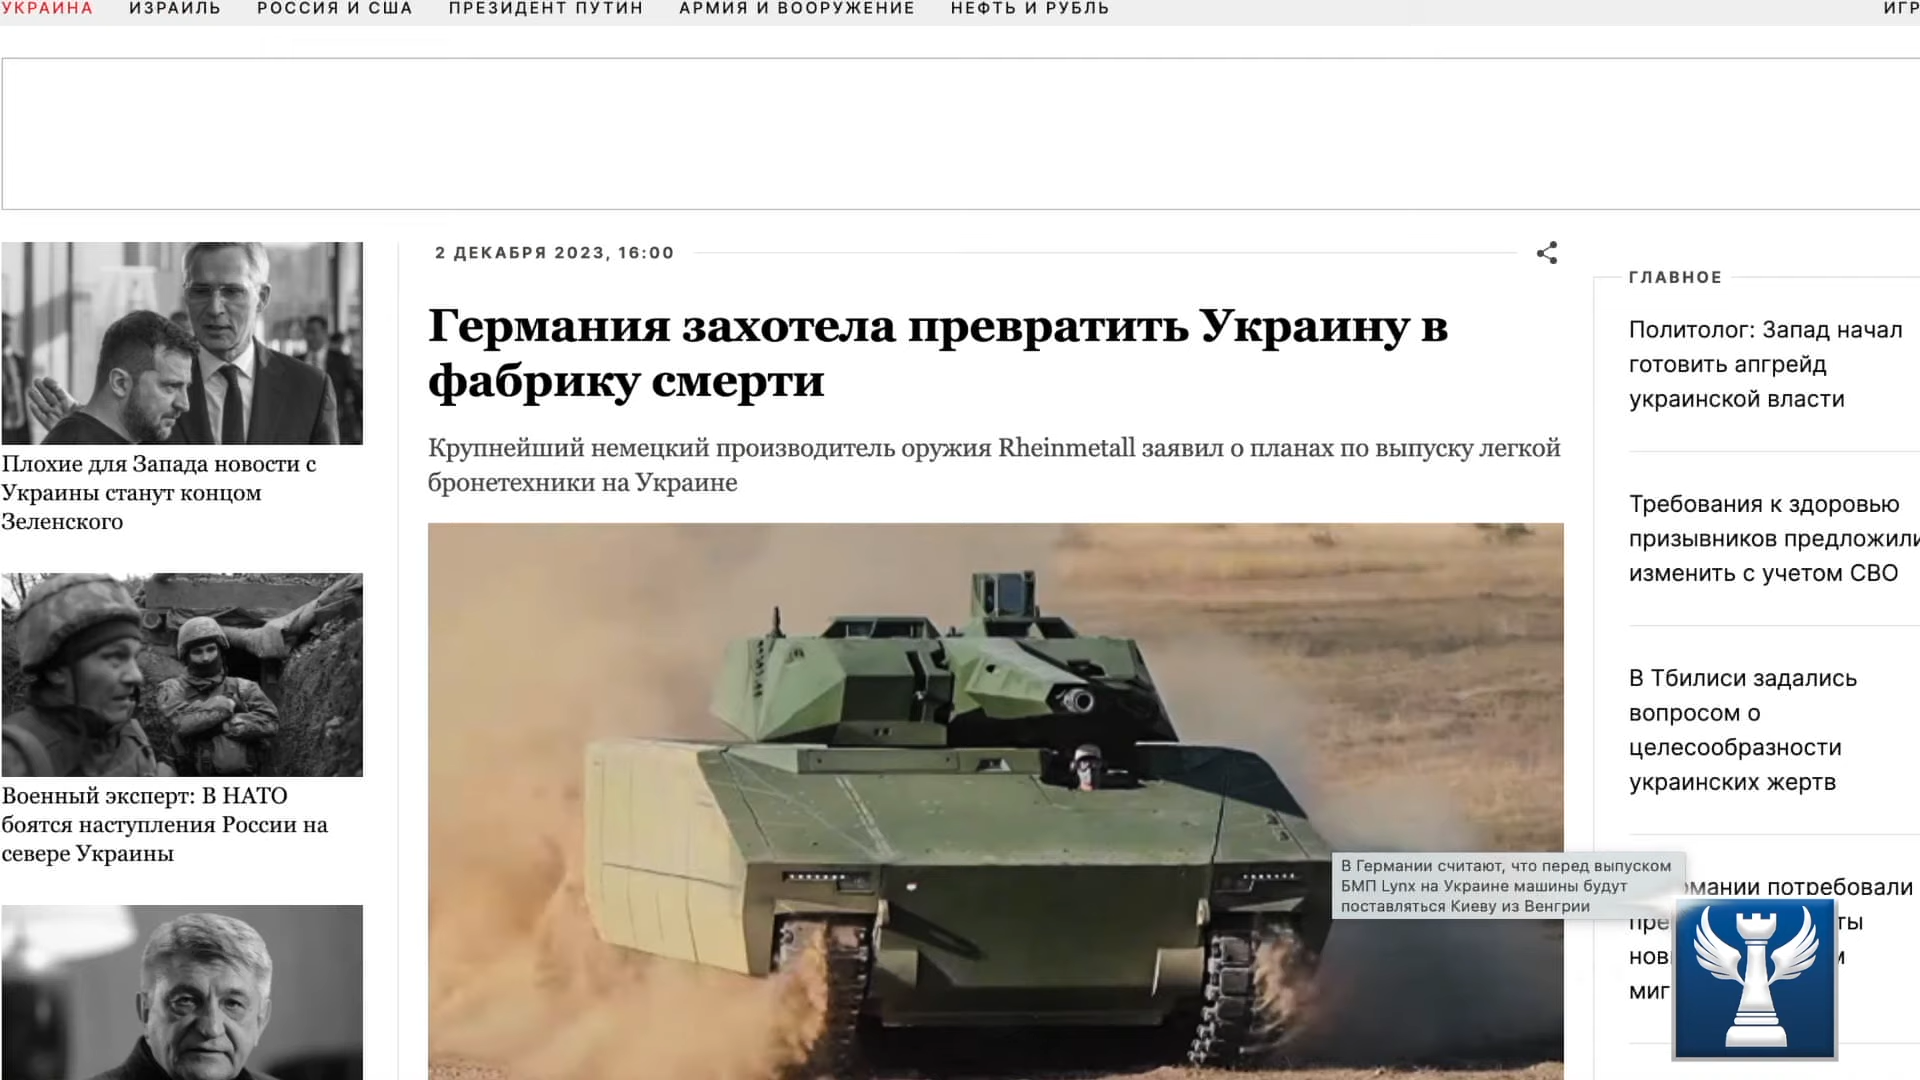 УКРАИНА ИЗРАИЛЬ РОССИЯ И США ПРЕЗИДЕНТ ПУТИН АРМИЯ И ВООРУЖЕНИЕ НЕФТЬ И РУБЛЬ
Плохие для Запада новости с
Украины станут концом
Зеленского
Военный эксперт: В НАТО
боятся наступления России на
севере Украины
2 ДЕКАБРЯ 2023, 16:00
Германия захотела превратить Украину в
фабрику смерти
Крупнейший немецкий производитель оружия Rheinmetall заявил о планах по выпуску легкой
бронетехники на Украине
В Германии считают, что перед выпуском
БМП Lynx на Украине машины будут
поставляться Киеву из Венгрии
ГЛАВНОЕ
Политолог: Запад начал
готовить апгрейд
украинской власти
Требования к здоровью
призывников предложили
изменить с учетом СВО
В Тбилиси задались
вопросом о
целесообразности
украинских жертв
потребовали